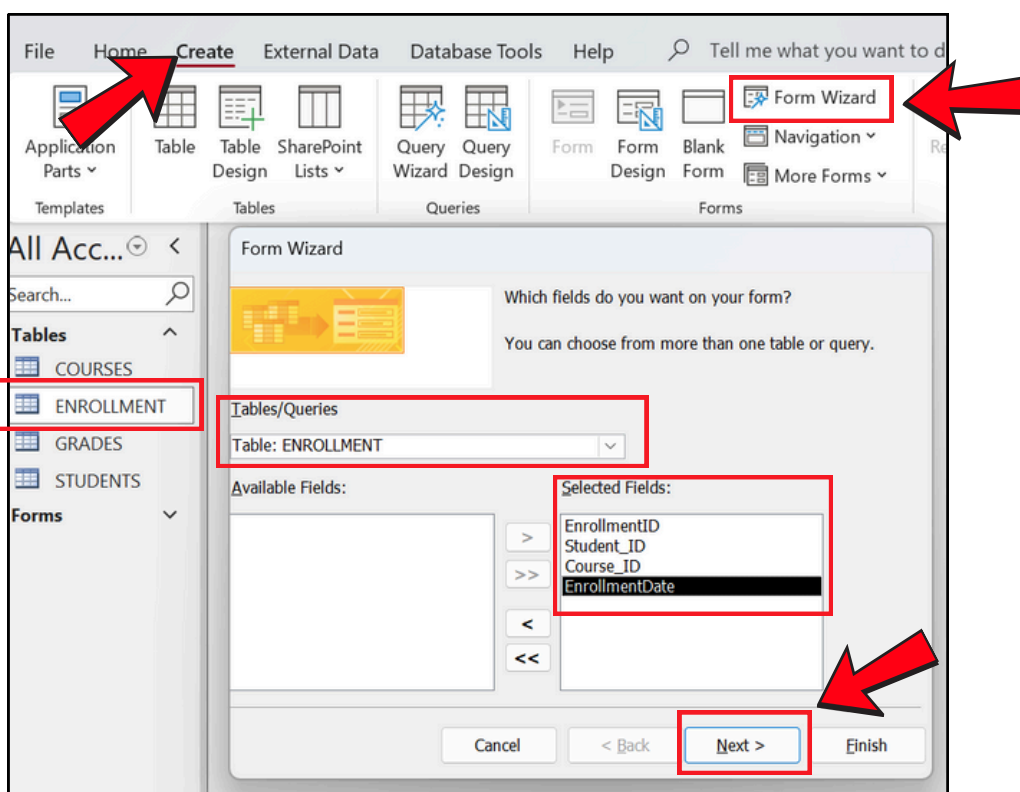 File Home Create External Data Database Tools Help Tell me what you want to d
Form Wizard
Navigation
More Forms
Application Parts
Table
Table Design
SharePoint Lists
Query Wizard
Query Design
Form
Form Design
Blank Form
Re
Templates Tables Queries Forms
All Acc...
Search...
Tables
COURSES
ENROLLMENT
GRADES
STUDENTS
Forms
Form Wizard
Which fields do you want on your form?
You can choose from more than one table or query.
Tables/Queries
Table: ENROLLMENT
Available Fields:
Selected Fields:
EnrollmentID
Student_ID
Course_ID
EnrollmentDate
>
>>
<
<<
Cancel < Back Next > Finish